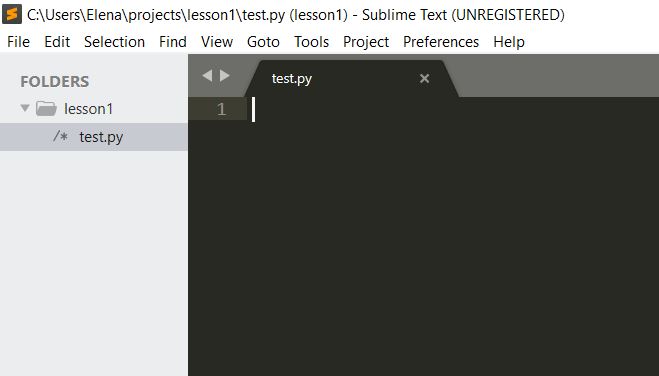 C:\Users\Elena\projects\lesson1\test.py (lesson1) - Sublime Text (UNREGISTERED)
File Edit Selection Find View Goto Tools Project Preferences Help
FOLDERS
lesson1
/* test.py
test.py ×
1